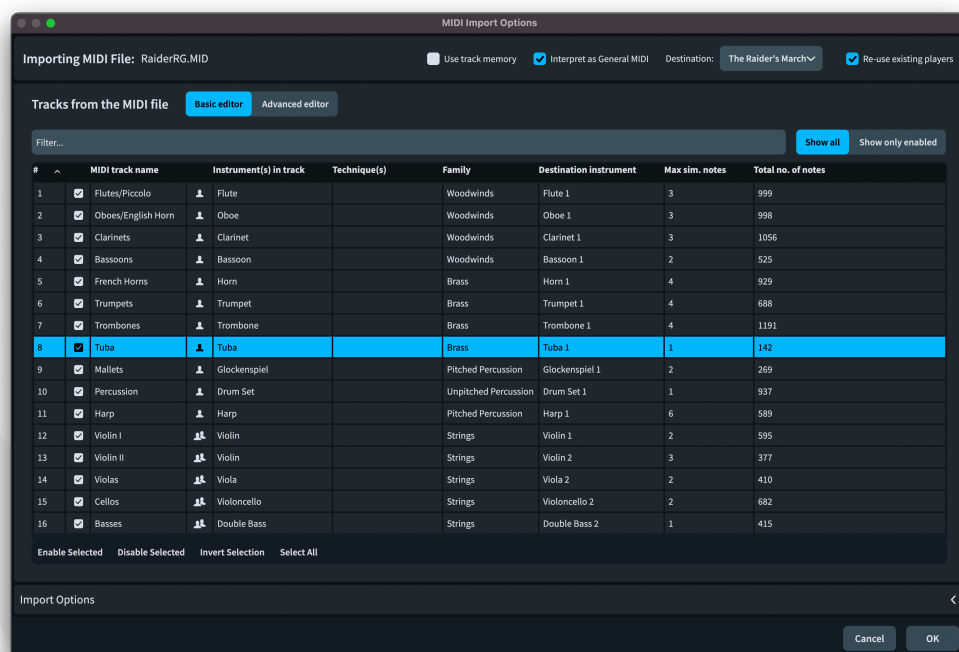 MIDI Import Options
Importing MIDI File: RaiderRG.MID Use track memory Interpret as General MIDI Destination: The Raider's March Re-use existing players
Tracks from the MIDI file Basic editor Advanced editor
Filter... Show all Show only enabled
# MIDI track name Instrument(s) in track Technique(s) Family Destination instrument Max sim. notes Total no. of notes
1 Flutes/Piccolo Flute Woodwinds Flute 1 3 999
2 Oboes/English Horn Oboe Woodwinds Oboe 1 3 998
3 Clarinets Clarinet Woodwinds Clarinet 1 3 1056
4 Bassoons Bassoon Woodwinds Bassoon 1 2 525
5 French Horns Horn Brass Horn 1 4 929
6 Trumpets Trumpet Brass Trumpet 1 4 688
7 Trombones Trombone Brass Trombone 1 4 1191
8 Tuba Tuba Brass Tuba 1 1 142
9 Mallets Glockenspiel Pitched Percussion Glockenspiel 1 2 269
10 Percussion Drum Set Unpitched Percussion Drum Set 1 1 937
11 Harp Harp Pitched Percussion Harp 1 6 589
12 Violin I Violin Strings Violin 1 2 595
13 Violin II Violin Strings Violin 2 3 377
14 Violas Viola Strings Viola 2 2 410
15 Cellos Violoncello Strings Violoncello 2 2 682
16 Basses Double Bass Strings Double Bass 2 1 415
Enable Selected Disable Selected Invert Selection Select All
Import Options
Cancel OK